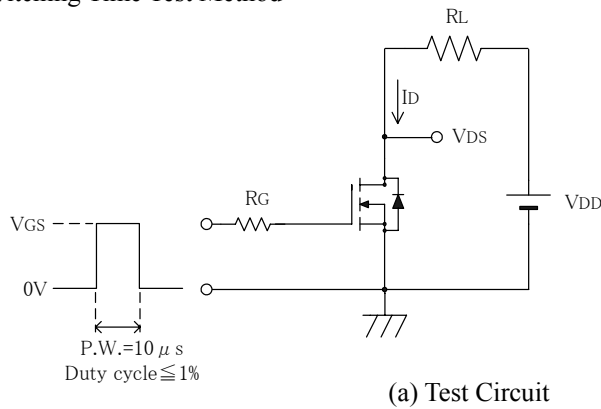 RL
ID
VDS
RG
VDD
VGS
0V
P.W.=10 μ s
Duty cycle≦1%
(a) Test Circuit